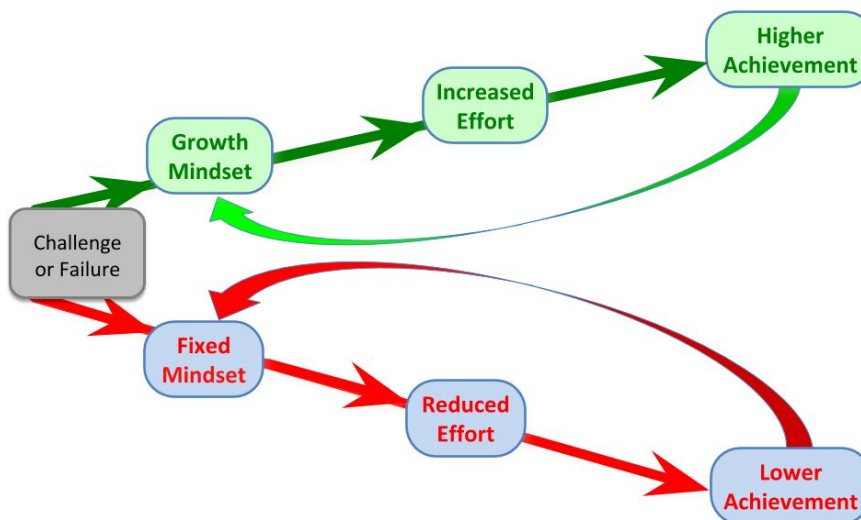 Higher
Achievement
Increased
Effort
Growth
Mindset
Challenge
or Failure
Fixed
Mindset
Reduced
Effort
Lower
Achievement